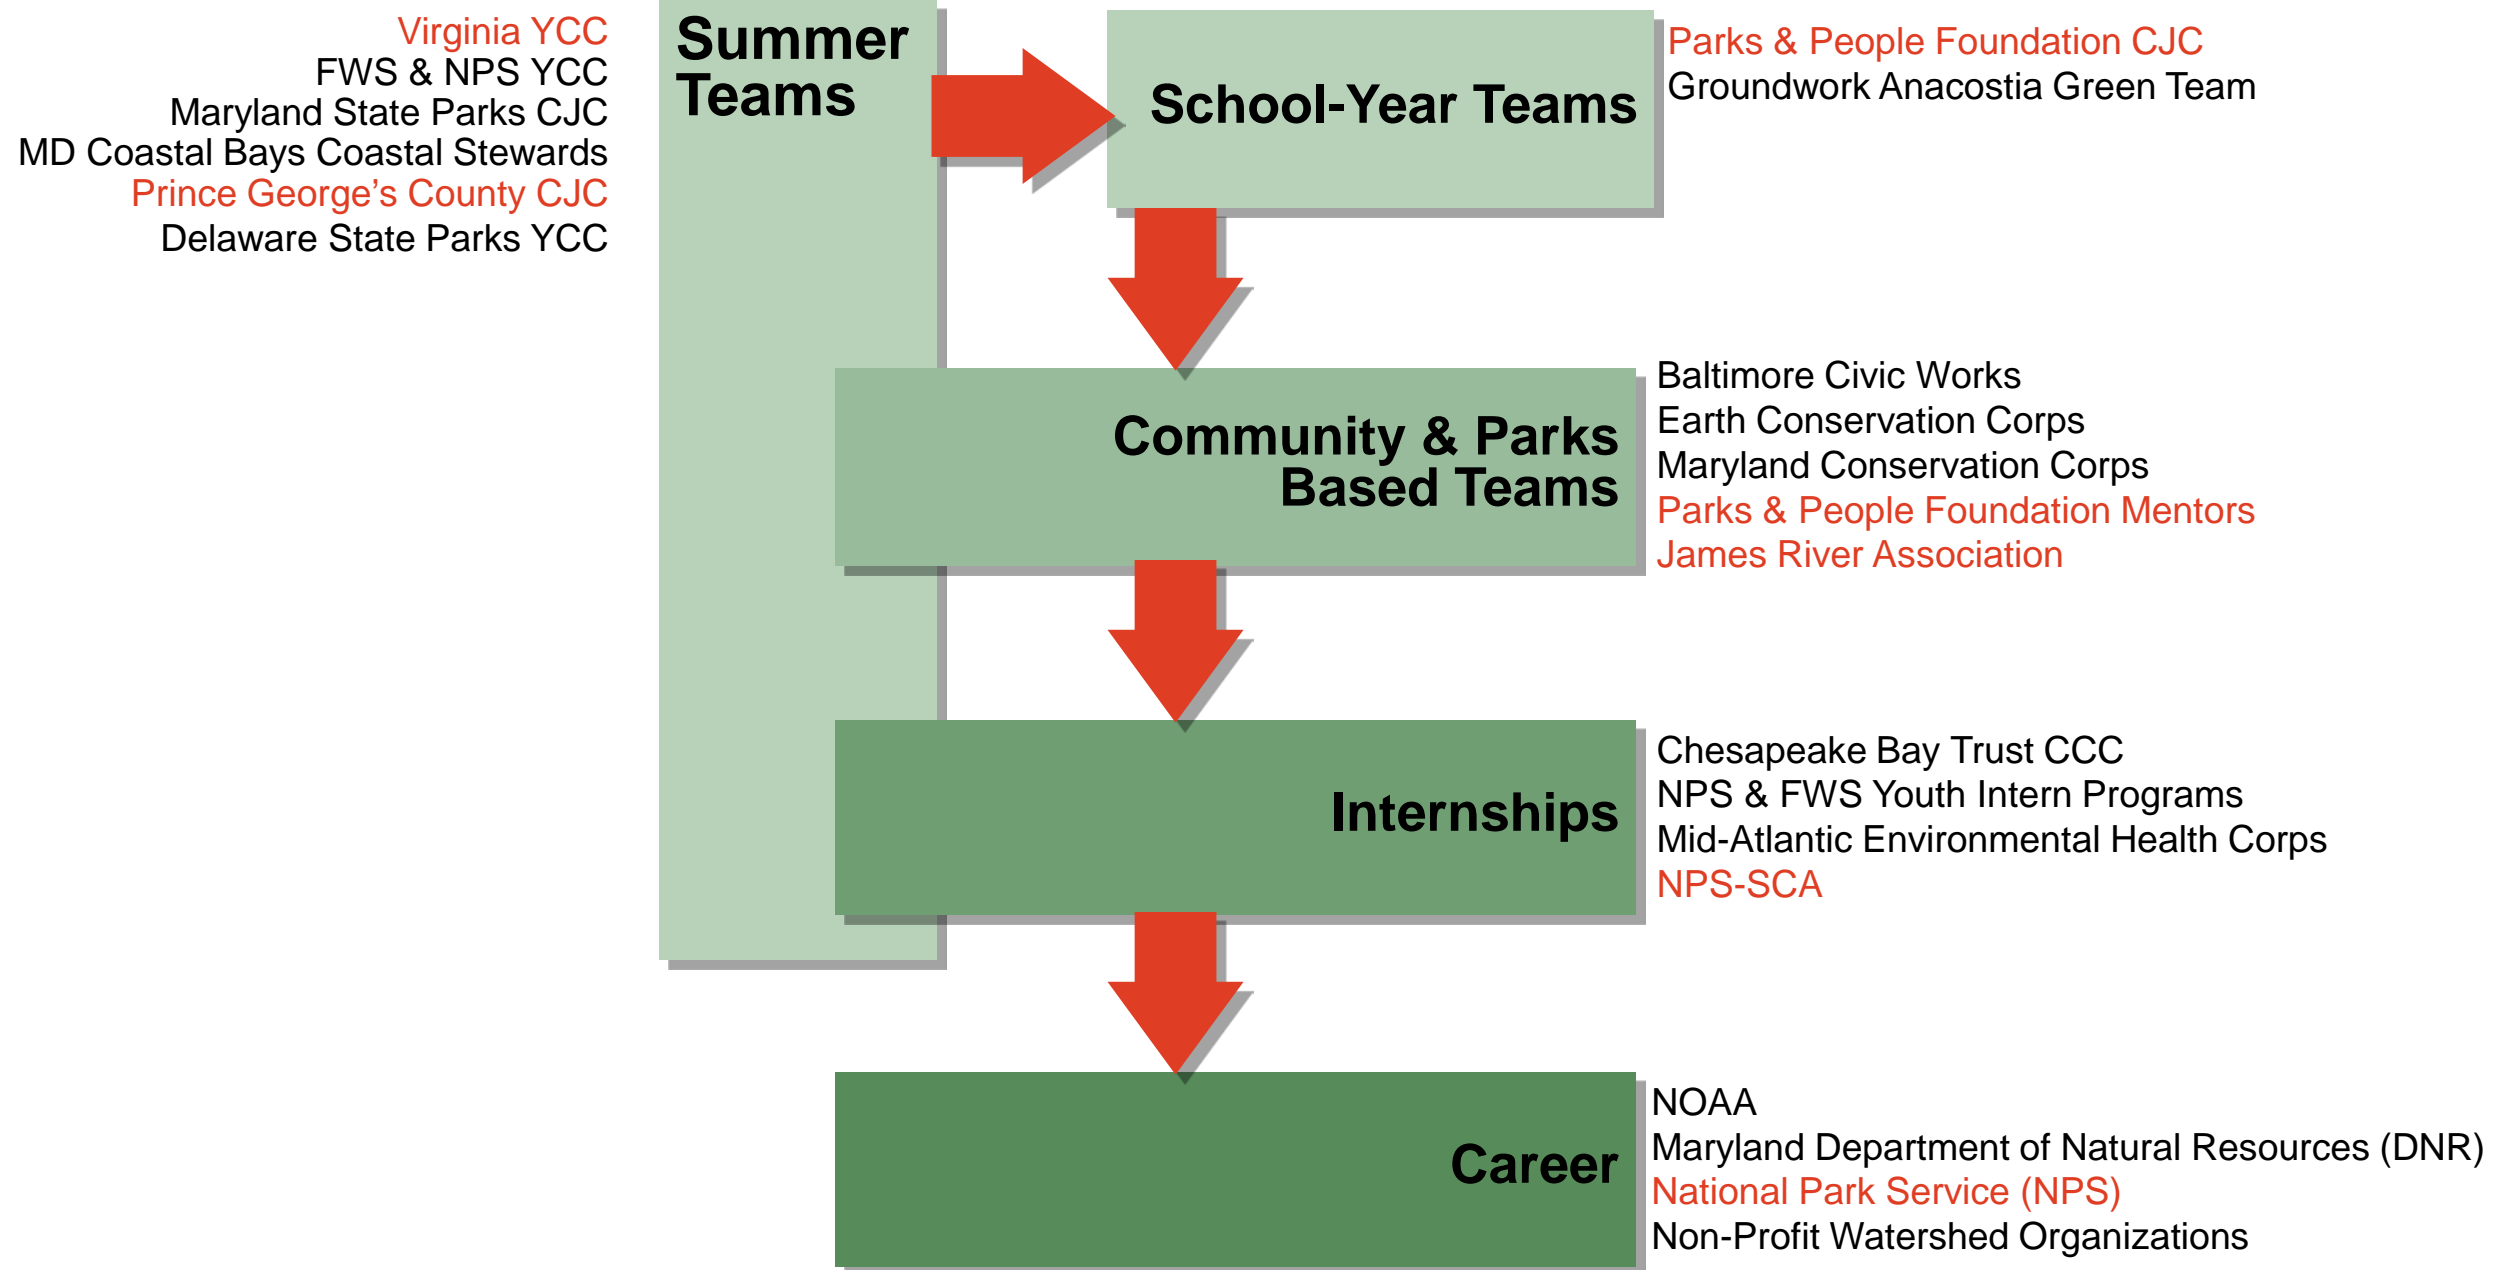 Virginia YCC
FWS & NPS YCC
Maryland State Parks CJC
MD Coastal Bays Coastal Stewards
Prince George’s County CJC
Delaware State Parks YCC
Summer
Teams
School-Year Teams
Parks & People Foundation CJC
Groundwork Anacostia Green Team
Community & Parks
Based Teams
Baltimore Civic Works
Earth Conservation Corps
Maryland Conservation Corps
Parks & People Foundation Mentors
James River Association
Internships
Chesapeake Bay Trust CCC
NPS & FWS Youth Intern Programs
Mid-Atlantic Environmental Health Corps
NPS-SCA
Career
NOAA
Maryland Department of Natural Resources (DNR)
National Park Service (NPS)
Non-Profit Watershed Organizations